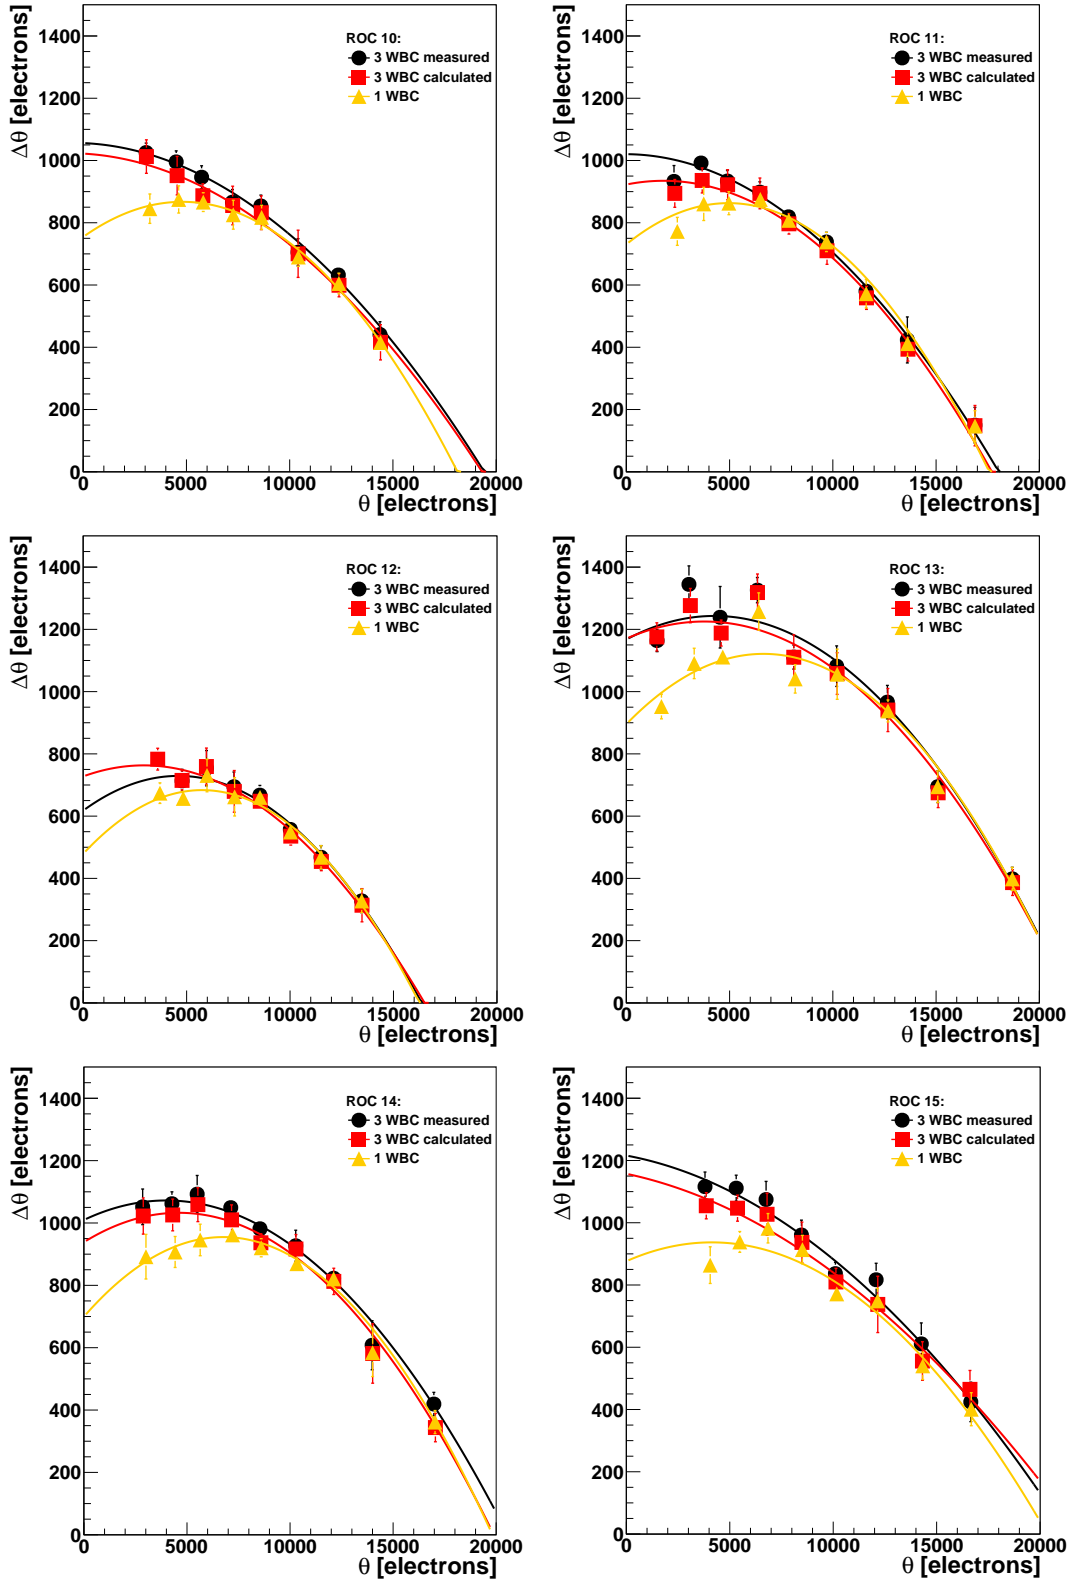 Δθ [electrons]
1400
1200
1000
800
600
400
200
0
ROC 10:
3 WBC measured
3 WBC calculated
1 WBC
0 5000 10000 15000 20000
θ [electrons]
Δθ [electrons]
1400
1200
1000
800
600
400
200
0
ROC 11:
3 WBC measured
3 WBC calculated
1 WBC
0 5000 10000 15000 20000
θ [electrons]
Δθ [electrons]
1400
1200
1000
800
600
400
200
0
ROC 12:
3 WBC measured
3 WBC calculated
1 WBC
0 5000 10000 15000 20000
θ [electrons]
Δθ [electrons]
1400
1200
1000
800
600
400
200
0
ROC 13:
3 WBC measured
3 WBC calculated
1 WBC
0 5000 10000 15000 20000
θ [electrons]
Δθ [electrons]
1400
1200
1000
800
600
400
200
0
ROC 14:
3 WBC measured
3 WBC calculated
1 WBC
0 5000 10000 15000 20000
θ [electrons]
Δθ [electrons]
1400
1200
1000
800
600
400
200
0
ROC 15:
3 WBC measured
3 WBC calculated
1 WBC
0 5000 10000 15000 20000
θ [electrons]